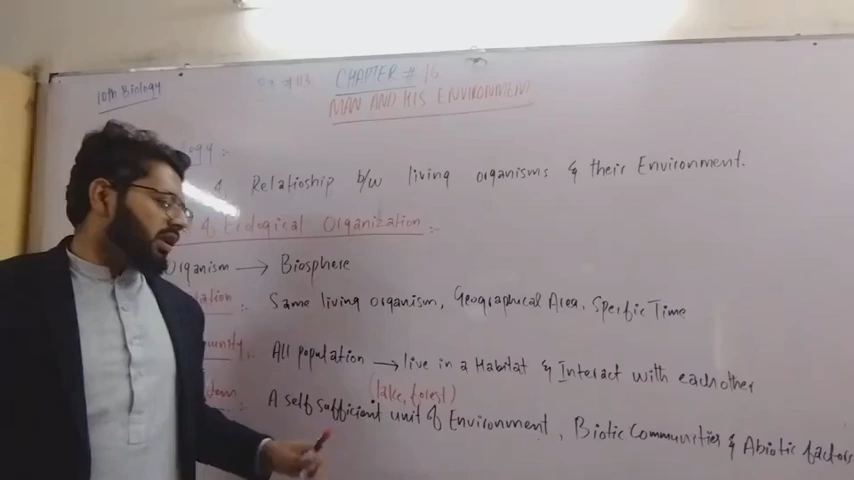 10th Biology
CHAPTER # 16
MAN AND HIS ENVIRONMENT
Relatioship b/w living organisms & their Environment.
of Ecological Organization :-
Organism → Biosphere
Same living organism, Geographical Area, Specific Time
All population → live in a Habitat & Interact with eachother
(lake, forest)
A self sufficient unit of Environment, Biotic Communities & Abiotic factors